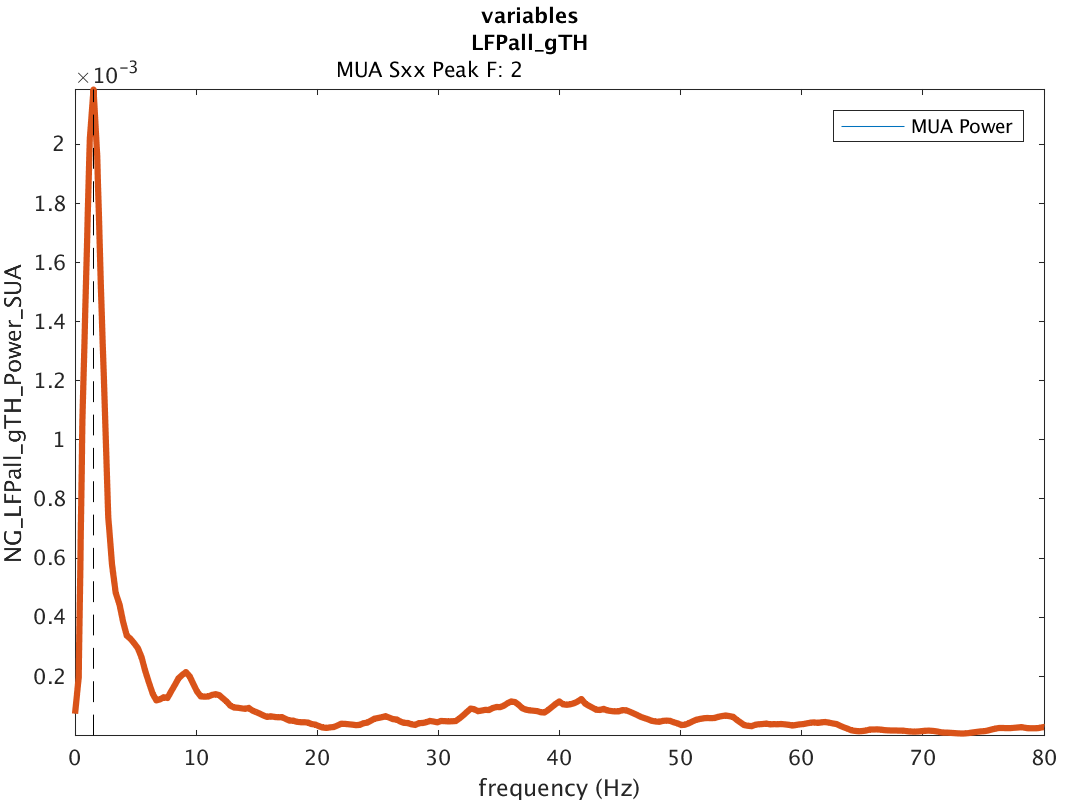 variables
LFPall_gTH
MUA Sxx Peak F: 2
×10⁻³
MUA Power
2
1.8
1.6
1.4
1.2
1
0.8
0.6
0.4
0.2
NG_LFPall_gTH_Power_SUA
0 10 20 30 40 50 60 70 80
frequency (Hz)